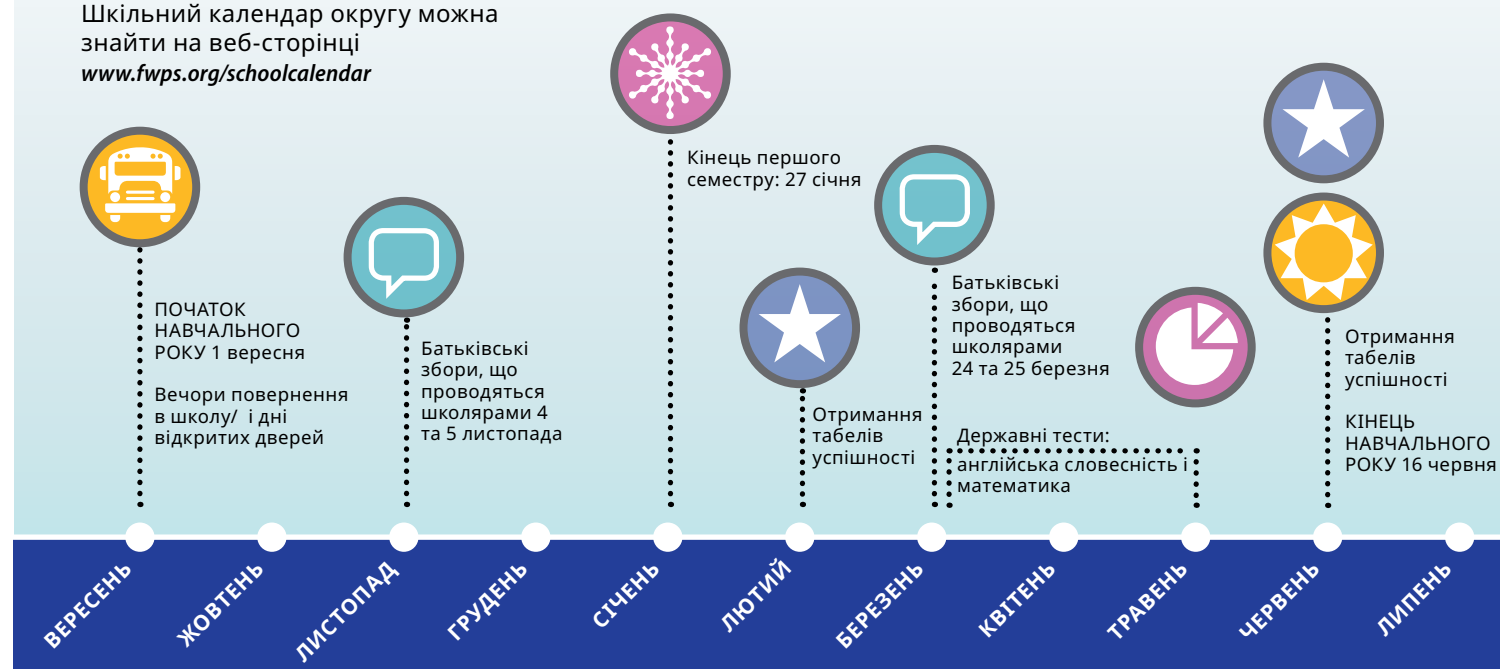 Шкільний календар округу можна
знайти на веб-сторінці
www.fwps.org/schoolcalendar
ПОЧАТОК
НАВЧАЛЬНОГО
РОКУ 1 вересня
Вечори повернення
в школу/ і дні
відкритих дверей
Батьківські
збори, що
проводяться
школярами 4
та 5 листопада
Кінець першого
семестру: 27 січня
Отримання
табелів
успішності
Батьківські
збори, що
проводяться
школярами
24 та 25 березня
Державні тести:
англійська словесність і
математика
Отримання
табелів
успішності
КІНЕЦЬ
НАВЧАЛЬНОГО
РОКУ 16 червня
ВЕРЕСЕНЬ
ЖОВТЕНЬ
ЛИСТОПАД
ГРУДЕНЬ
СІЧЕНЬ
ЛЮТИЙ
БЕРЕЗЕНЬ
КВІТЕНЬ
ТРАВЕНЬ
ЧЕРВЕНЬ
ЛИПЕНЬ